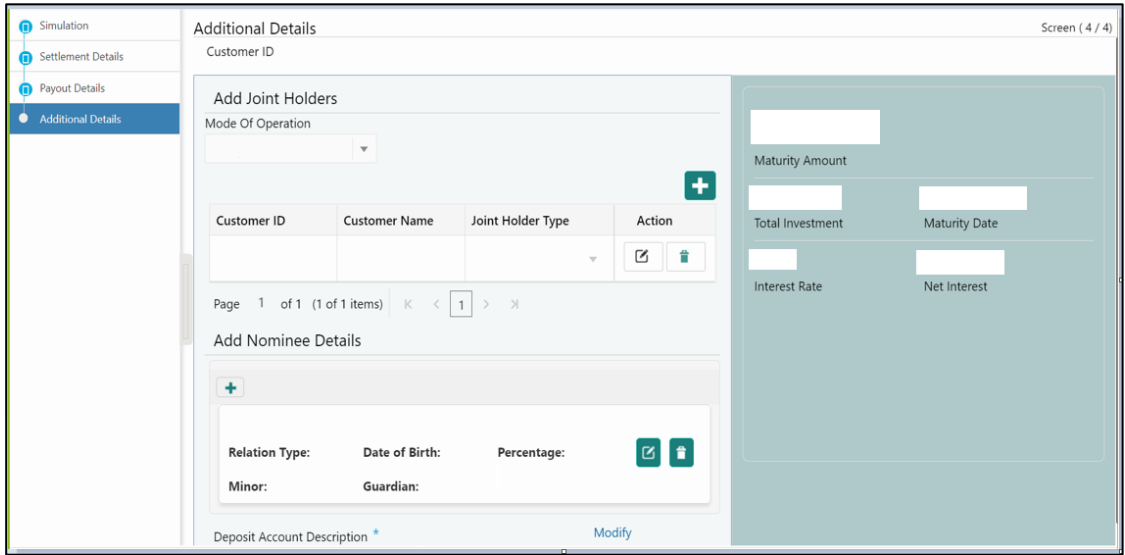 Simulation
Settlement Details
Payout Details
Additional Details
Additional Details
Screen ( 4 / 4)
Customer ID
Add Joint Holders
Mode Of Operation
Customer ID Customer Name Joint Holder Type Action
Page 1 of 1 (1 of 1 items) 1
Add Nominee Details
Relation Type: Date of Birth: Percentage:
Minor: Guardian:
Deposit Account Description * Modify
Maturity Amount
Total Investment Maturity Date
Interest Rate Net Interest